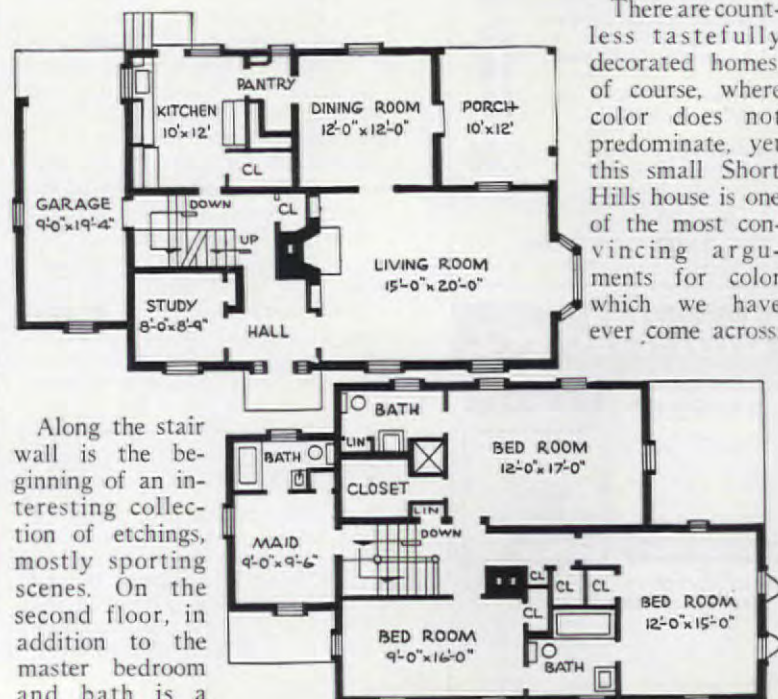 There are count-
less tastefully
decorated homes,
of course, where
color does not
predominate, yet
this small Short
Hills house is one
of the most con-
vincing argu-
ments for color
which we have
ever come across.
PANTRY
KITCHEN
10'x12'
DINING ROOM
12'-0"x12'-0"
PORCH
10'x12'
CL
GARAGE
9'-0"x19'-4"
DOWN
CL
UP
LIVING ROOM
15'-0"x20'-0"
STUDY
8'-0"x8'-9"
HALL
Along the stair
wall is the be-
ginning of an in-
teresting collec-
tion of etchings,
mostly sporting
scenes. On the
second floor, in
addition to the
master bedroom
and bath is a
BATH
LIN
BED ROOM
12'-0"x17'-0"
BATH
CLOSET
LIN
DOWN
MAID
9'-0"x9'-6"
CL
CL
CL
CL
BED ROOM
12'-0"x15'-0"
BED ROOM
9'-0"x16'-0"
BATH